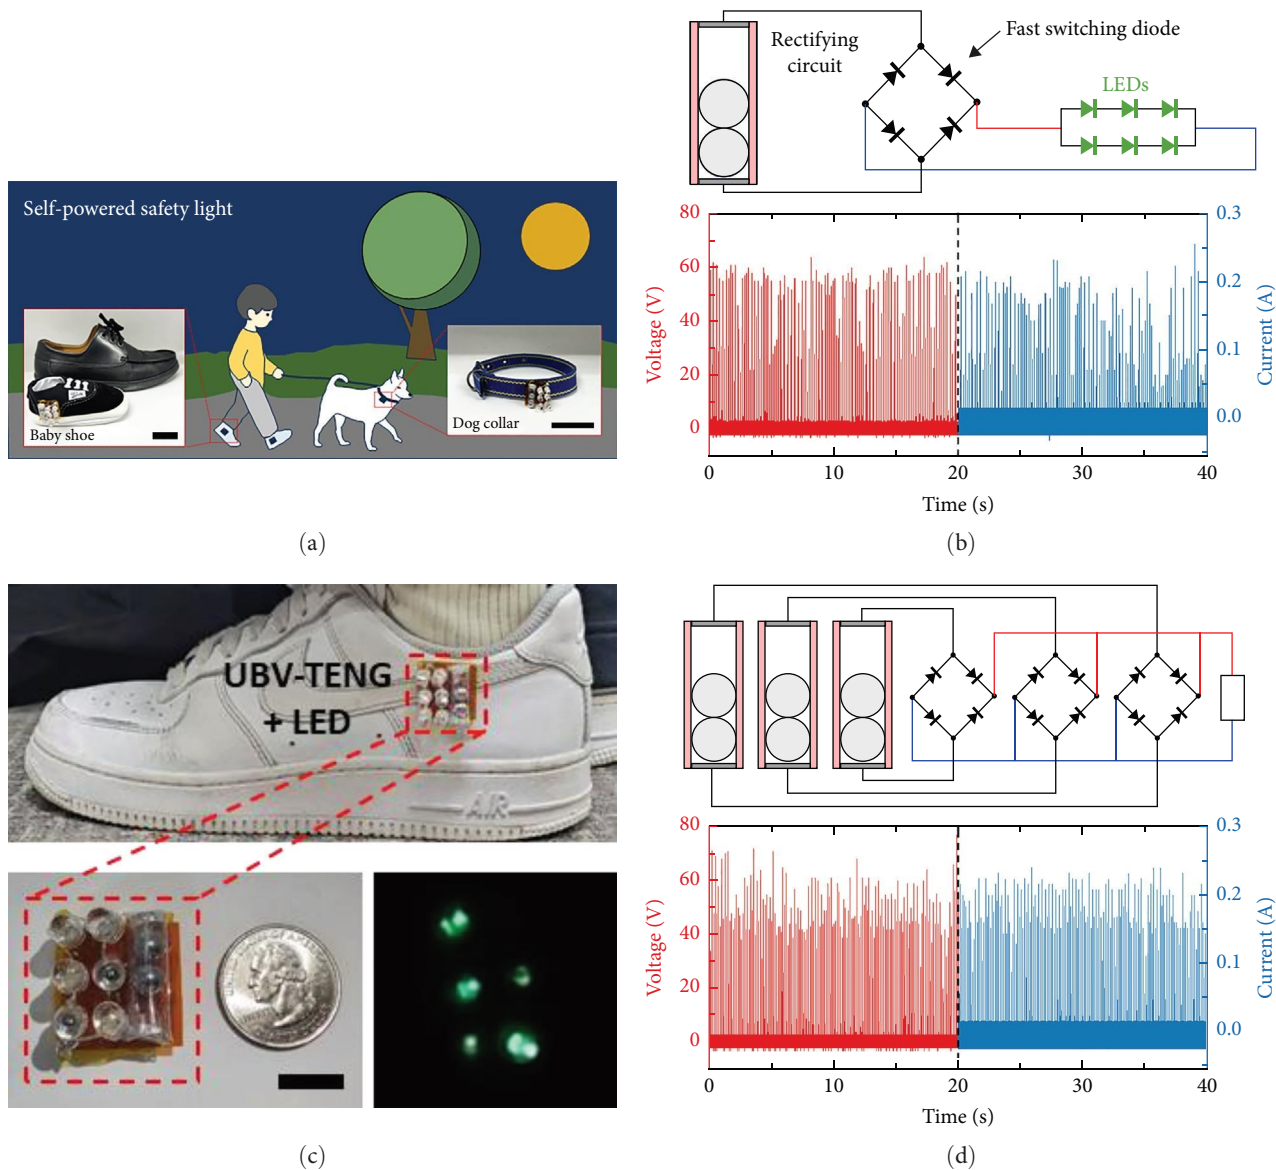 Self-powered safety light
Baby shoe
Dog collar
(a)
Rectifying
circuit
Fast switching diode
LEDs
Voltage (V)
80
60
40
20
0
0.3
0.2
0.1
0.0
Current (A)
0
10
20
30
40
Time (s)
(b)
UBV-TENG
+ LED
AIR
(c)
Voltage (V)
80
60
40
20
0
0.3
0.2
0.1
0.0
Current (A)
0
10
20
30
40
Time (s)
(d)